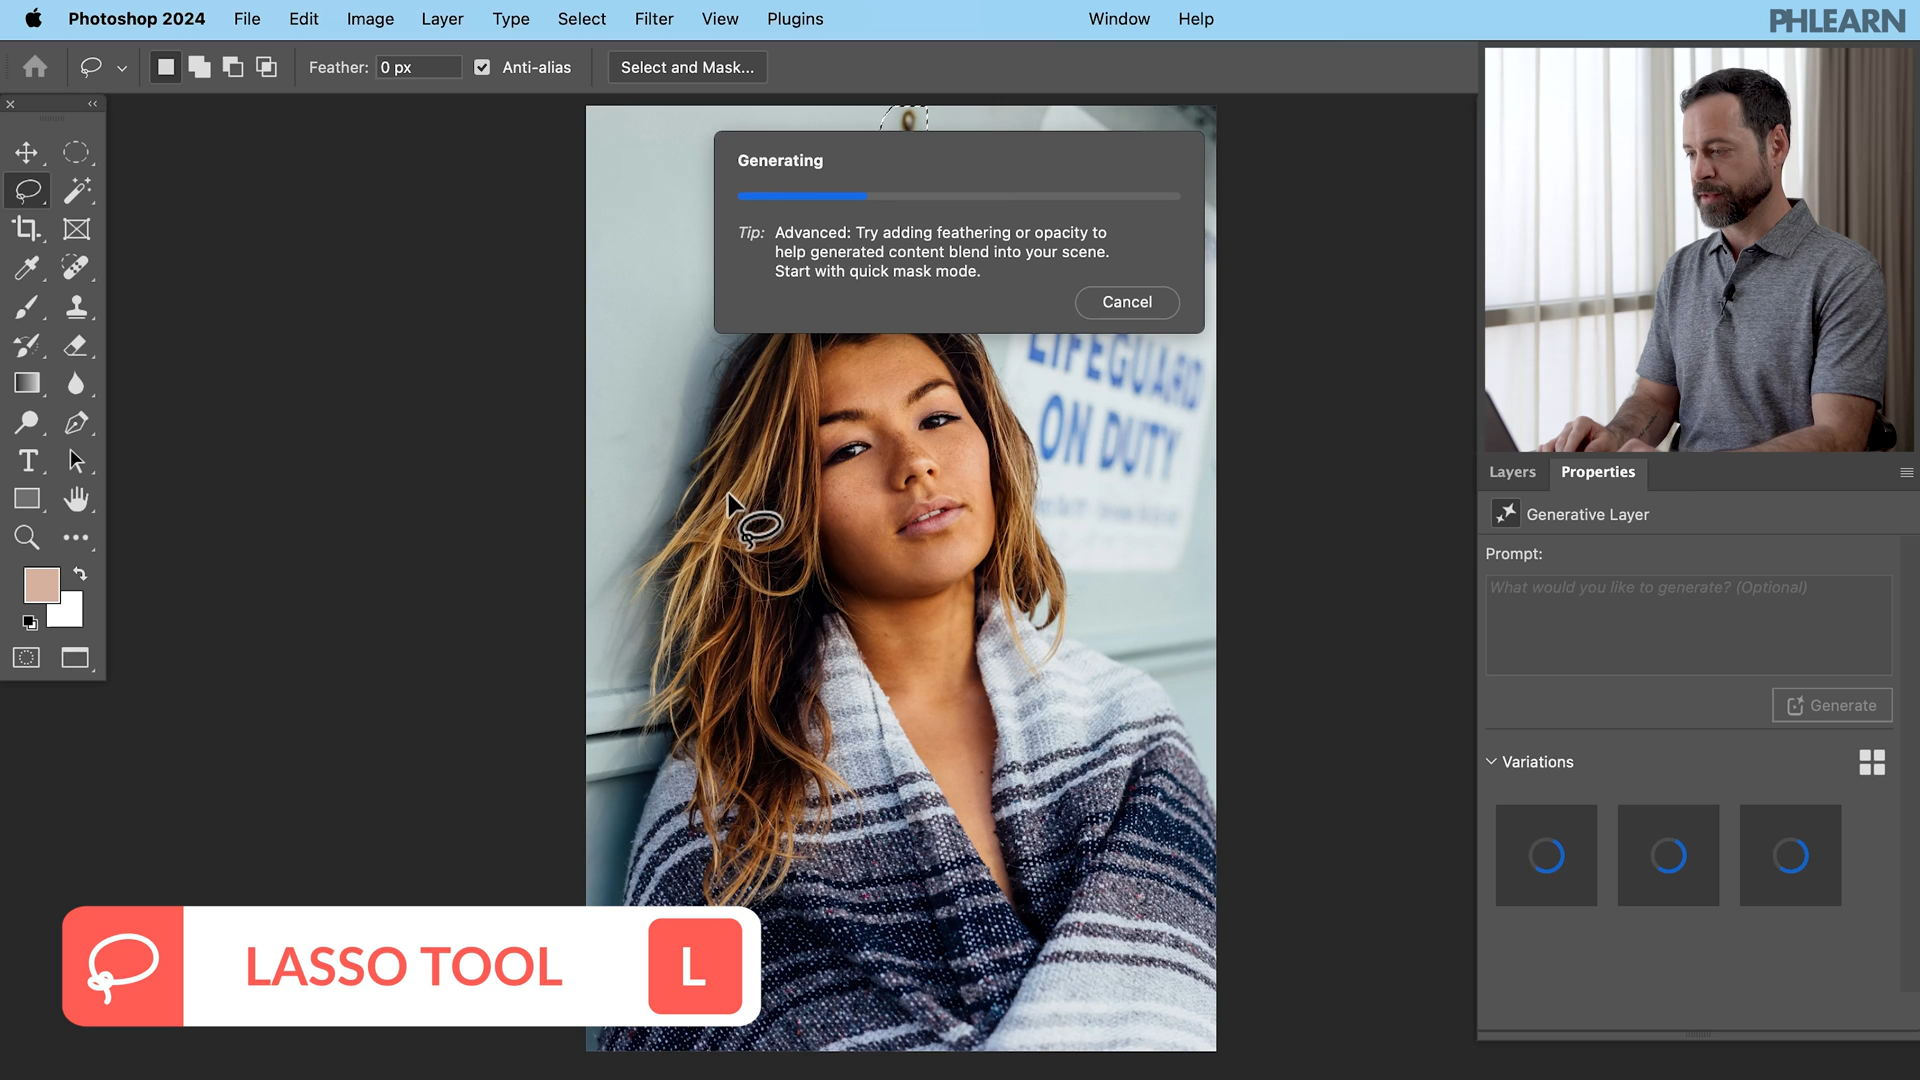 Photoshop 2024 File Edit Image Layer Type Select Filter View Plugins Window Help
PHLEARN
Feather: 0 px Anti-alias Select and Mask...
Generating
Tip: Advanced: Try adding feathering or opacity to
help generated content blend into your scene.
Start with quick mask mode.
Cancel
LIFEGUARD
ON DUTY
Layers Properties
Generative Layer
Prompt:
What would you like to generate? (Optional)
Generate
Variations
T
LASSO TOOL L